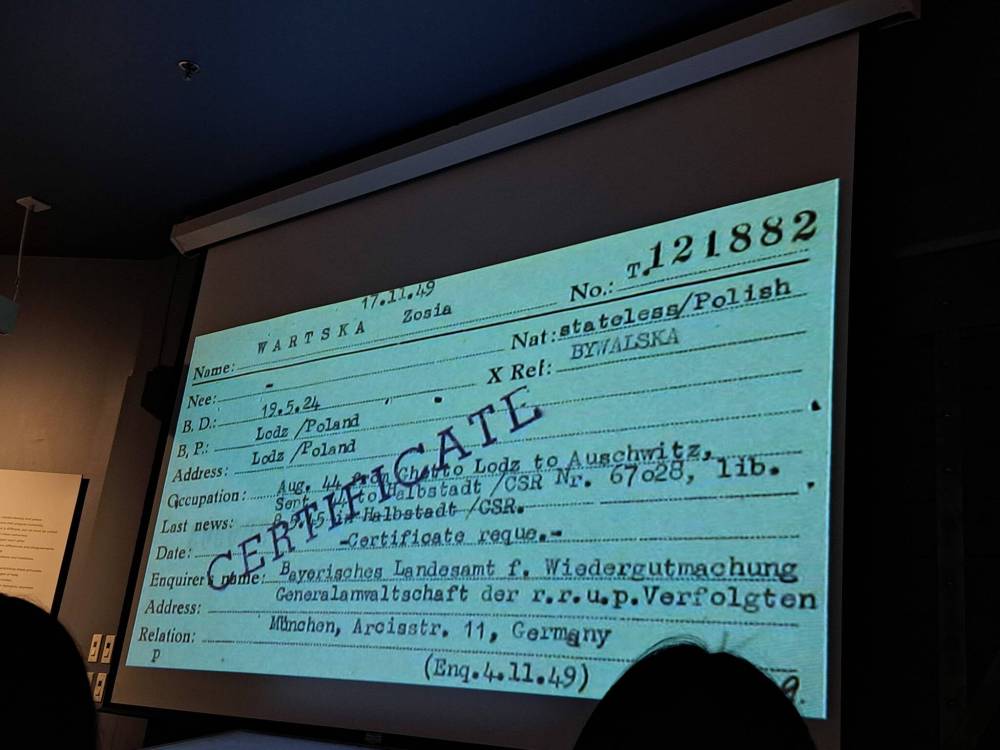 17.11.49
No.: T.121882
Name: WARTSKA Zosia
Nat: stateless/Polish
Nee: -
X Ref: BYWALSKA
B. D.: 19.5.24
B. P.: Lodz /Poland
Address: Lodz /Poland
Occupation:
Aug. 44 from Ghetto Lodz to Auschwitz,
Sept. 44 to Halbstadt /CSR Nr. 67028, lib.
Last news: in Halbstadt /CSR.
CERTIFICATE
Date: -Certificate reque.-
Enquirer's name: Bayerisches Landesamt f. Wiedergutmachung
Generalanwaltschaft der r.r.u.p.Verfolgten
Address: München, Arcisstr. 11, Germany
Relation:
p
(Enq.4.11.49)